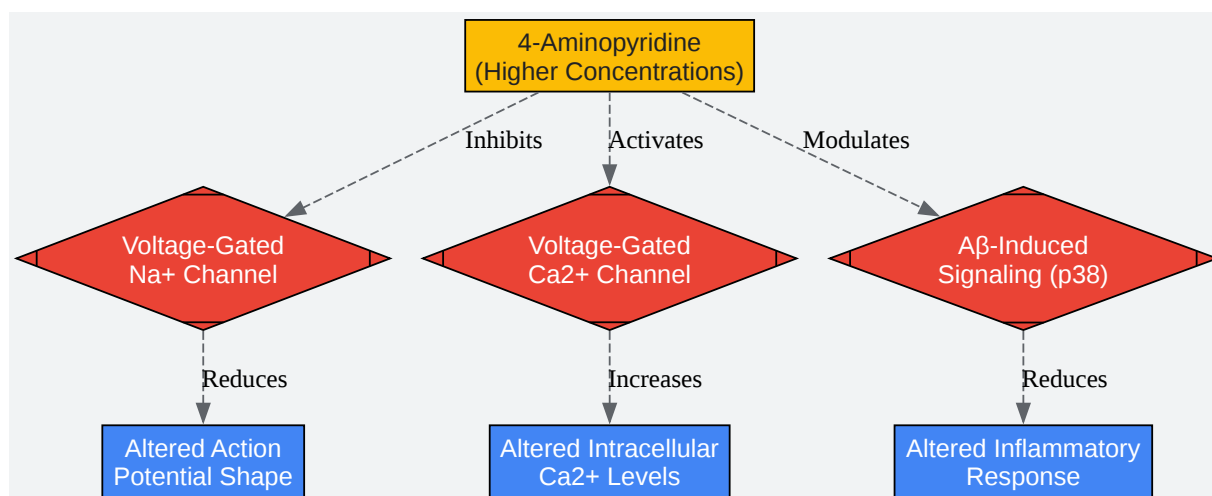 4-Aminopyridine
(Higher Concentrations)
Inhibits
Activates
Modulates
Voltage-Gated
Na+ Channel
Voltage-Gated
Ca2+ Channel
Aβ-Induced
Signaling (p38)
Reduces
Increases
Reduces
Altered Action
Potential Shape
Altered Intracellular
Ca2+ Levels
Altered Inflammatory
Response